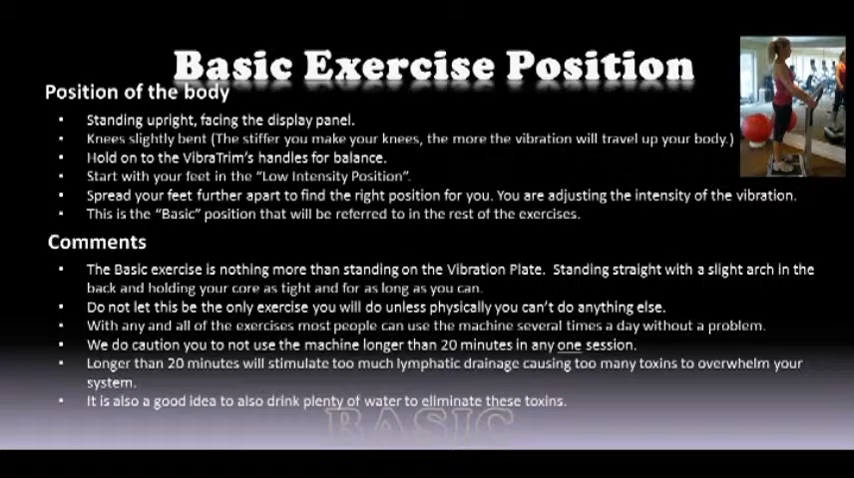 Basic Exercise Position
Position of the body
• Standing upright, facing the display panel.
• Knees slightly bent (The stiffer you make your knees, the more the vibration will travel up your body.)
• Hold on to the VibraTrim's handles for balance.
• Start with your feet in the “Low Intensity Position”.
• Spread your feet further apart to find the right position for you. You are adjusting the intensity of the vibration.
• This is the “Basic” position that will be referred to in the rest of the exercises.
Comments
• The Basic exercise is nothing more than standing on the Vibration Plate. Standing straight with a slight arch in the
back and holding your core as tight and for as long as you can.
• Do not let this be the only exercise you will do unless physically you can't do anything else.
• With any and all of the exercises most people can use the machine several times a day without a problem.
• We do caution you to not use the machine longer than 20 minutes in any one session.
• Longer than 20 minutes will stimulate too much lymphatic drainage causing too many toxins to overwhelm your
system.
• It is also a good idea to also drink plenty of water to eliminate these toxins.
BASIC